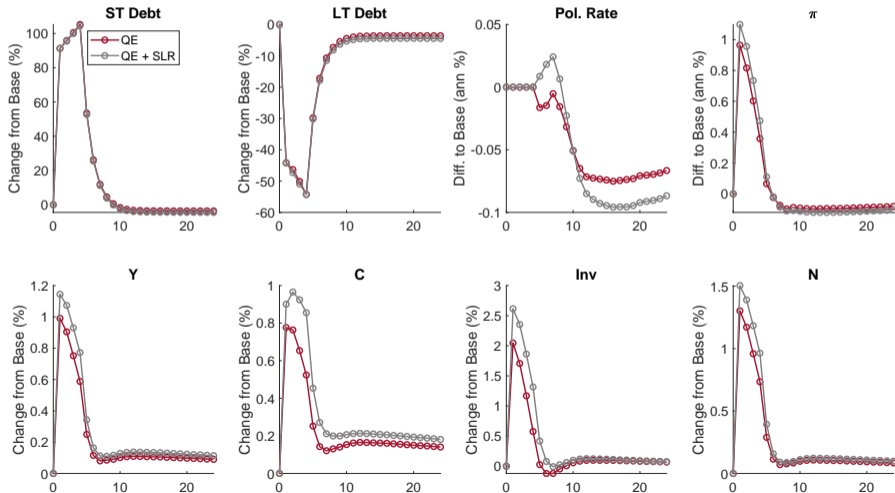 ST Debt
Change from Base (%)
100
80
60
40
20
0
0 10 20
QE
QE + SLR
LT Debt
Change from Base (%)
0
-10
-20
-30
-40
-50
-60
0 10 20
Pol. Rate
Diff. to Base (ann %)
0.05
0
-0.05
-0.1
0 10 20
π
Diff. to Base (ann %)
1
0.8
0.6
0.4
0.2
0
0 10 20
Y
Change from Base (%)
1.2
1
0.8
0.6
0.4
0.2
0
0 10 20
C
Change from Base (%)
1
0.8
0.6
0.4
0.2
0
0 10 20
Inv
Change from Base (%)
3
2.5
2
1.5
1
0.5
0
0 10 20
N
Change from Base (%)
1.5
1
0.5
0
0 10 20